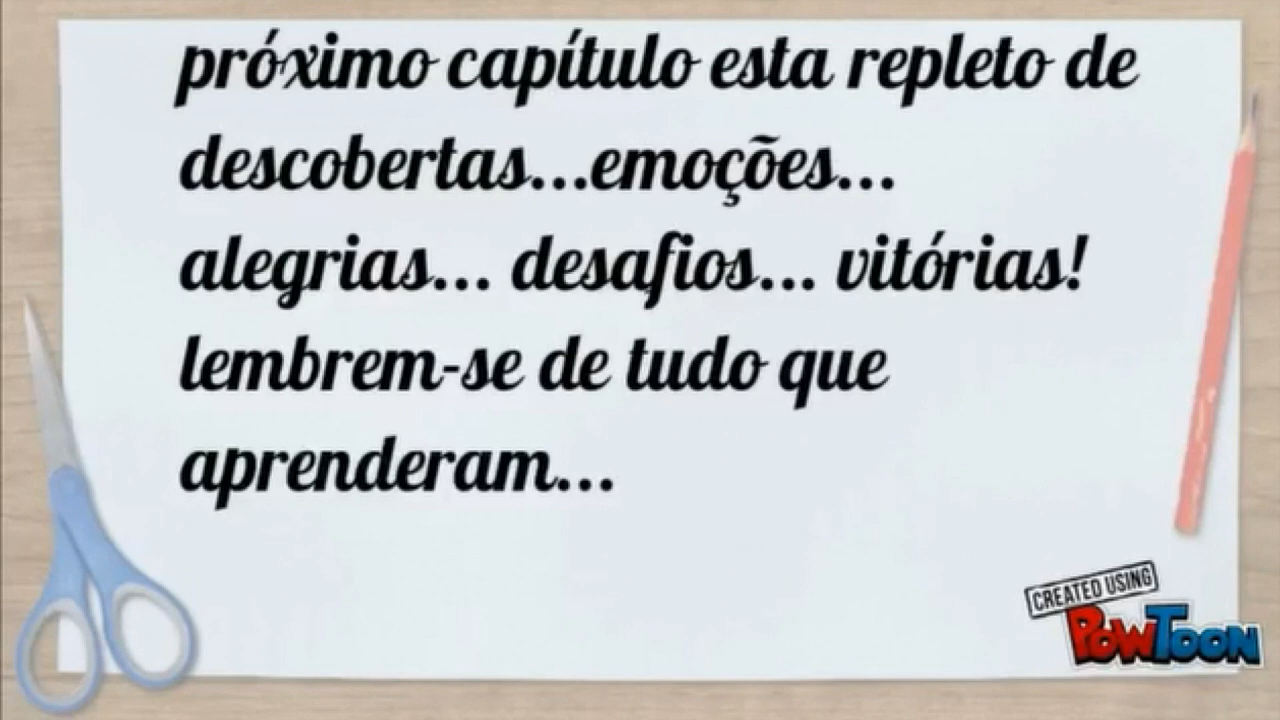 próximo capítulo esta repleto de
descobertas...emoções...
alegrias... desafios... vitórias!
lembrem-se de tudo que
aprenderam...
CREATED USING
POWTOON